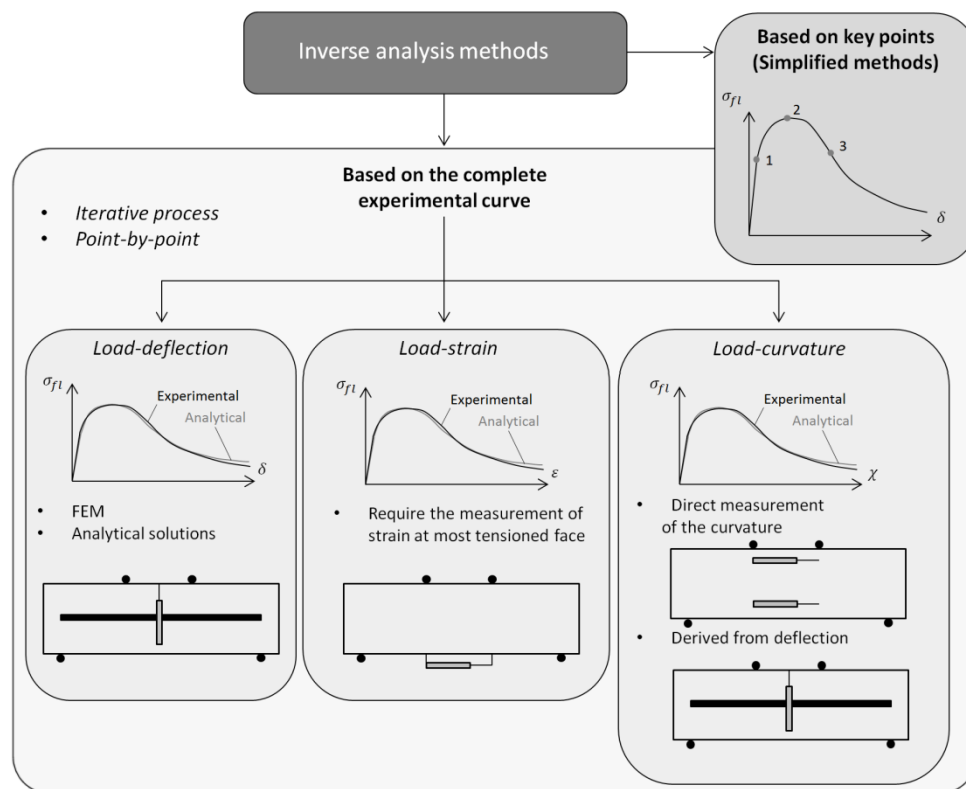 Inverse analysis methods
Based on key points
(Simplified methods)
σfl
2
1
3
δ
Based on the complete
experimental curve
• Iterative process
• Point-by-point
Load-deflection
σfl
Experimental
Analytical
δ
• FEM
• Analytical solutions
Load-strain
σfl
Experimental
Analytical
ε
• Require the measurement of
strain at most tensioned face
Load-curvature
σfl
Experimental
Analytical
χ
• Direct measurement
of the curvature
• Derived from deflection